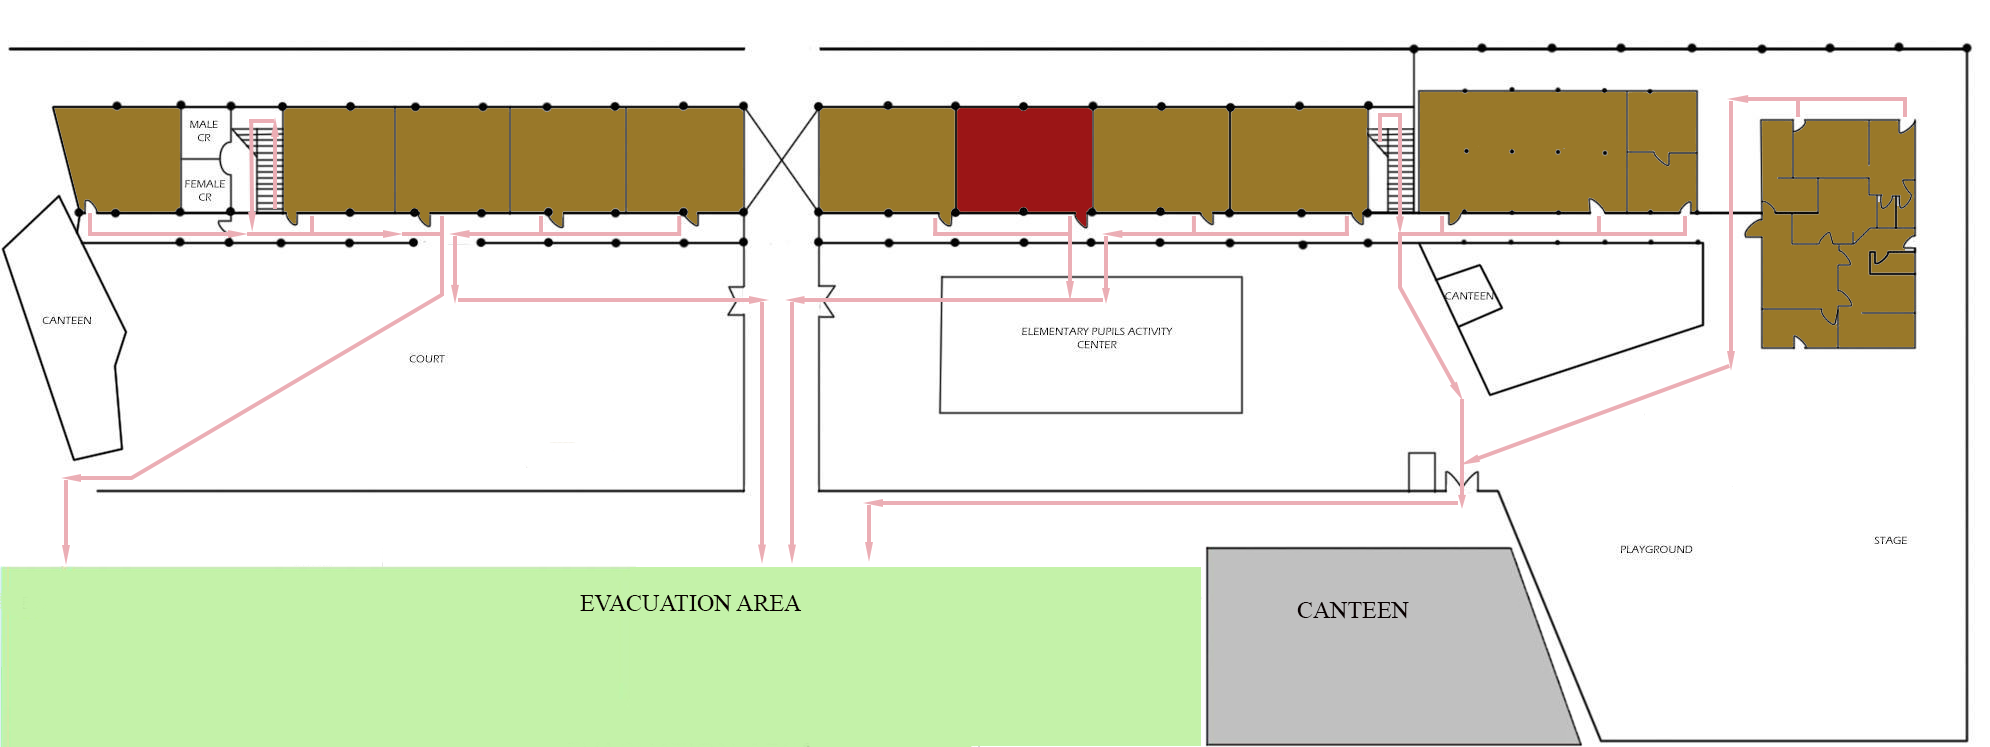 MALE
CR
FEMALE
CR
CANTEEN
COURT
ELEMENTARY PUPILS ACTIVITY
CENTER
CANTEEN
PLAYGROUND
STAGE
EVACUATION AREA
CANTEEN